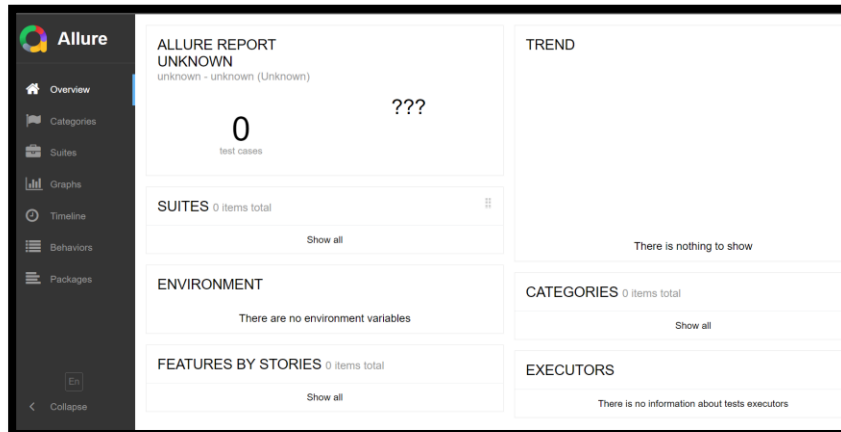 Allure
Overview
Categories
Suites
Graphs
Timeline
Behaviors
Packages
En
Collapse
ALLURE REPORT
UNKNOWN
unknown - unknown (Unknown)
0
test cases
???
SUITES 0 items total
Show all
ENVIRONMENT
There are no environment variables
FEATURES BY STORIES 0 items total
Show all
TREND
There is nothing to show
CATEGORIES 0 items total
Show all
EXECUTORS
There is no information about tests executors